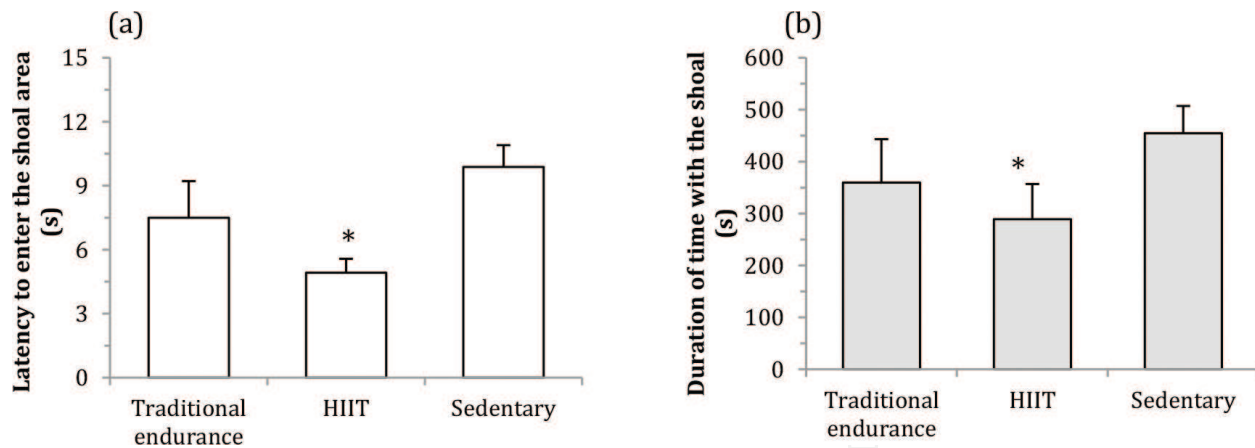 (a)
Latency to enter the shoal area
(s)
15
12
9
6
3
0
*
Traditional
endurance
HIIT
Sedentary
(b)
Duration of time with the shoal
(s)
600
500
400
300
200
100
0
*
Traditional
endurance
HIIT
Sedentary